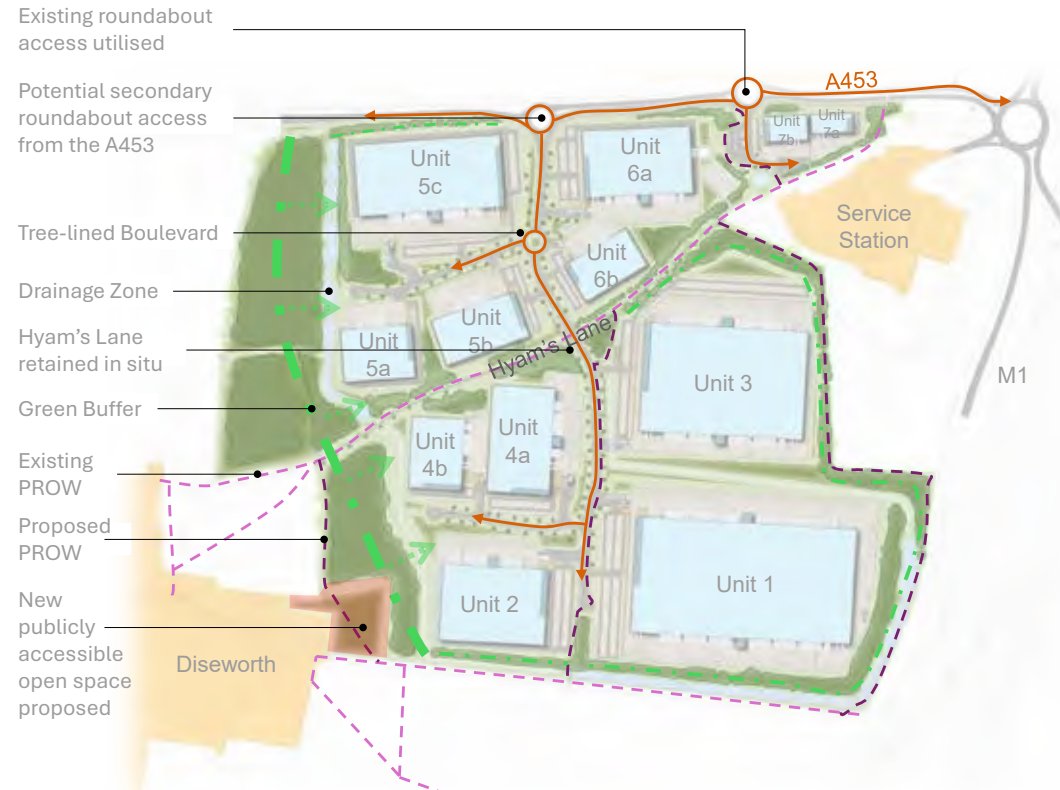 Existing roundabout
access utilised
Potential secondary
roundabout access
from the A453
Tree-lined Boulevard
Drainage Zone
Hyam's Lane
retained in situ
Green Buffer
Existing
PROW
Proposed
PROW
New
publicly
accessible
open space
proposed
A453
Unit
7b
Unit
7a
Unit
5c
Unit
6a
Service
Station
Unit
6b
Unit
5b
Unit
5a
Hyam's Lane
M1
Unit 3
Unit
4b
Unit
4a
Unit 1
Unit 2
Diseworth